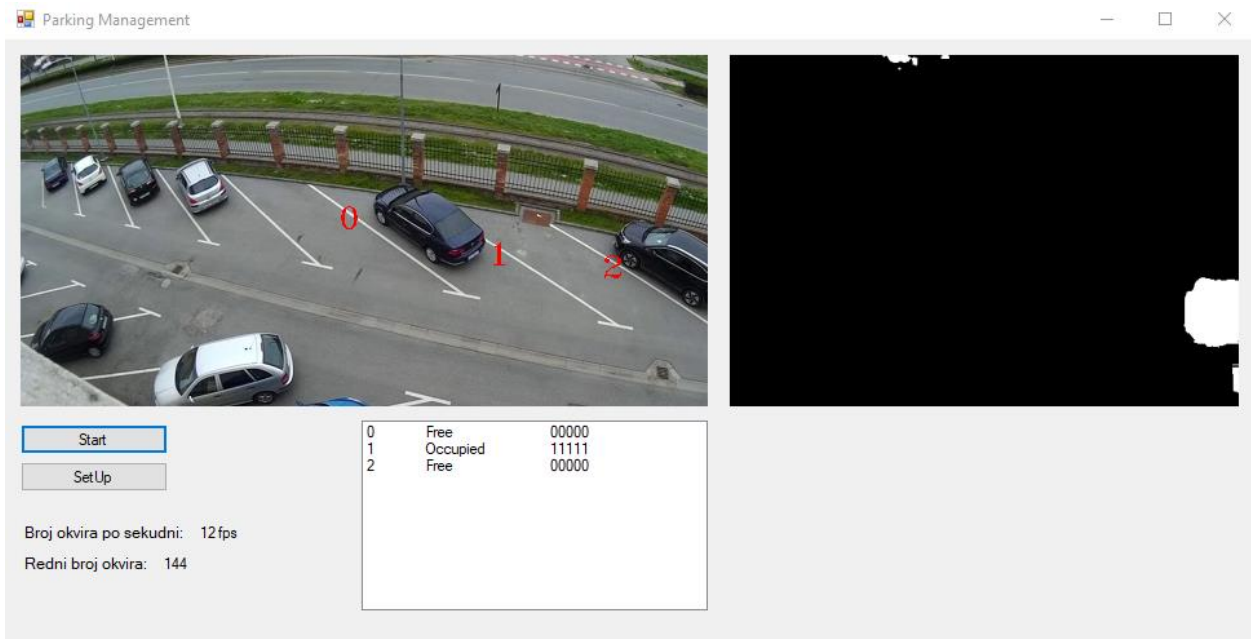 Parking Management
0
1
2
Start
SetUp
0 Free 00000
1 Occupied 11111
2 Free 00000
Broj okvira po sekudni: 12 fps
Redni broj okvira: 144